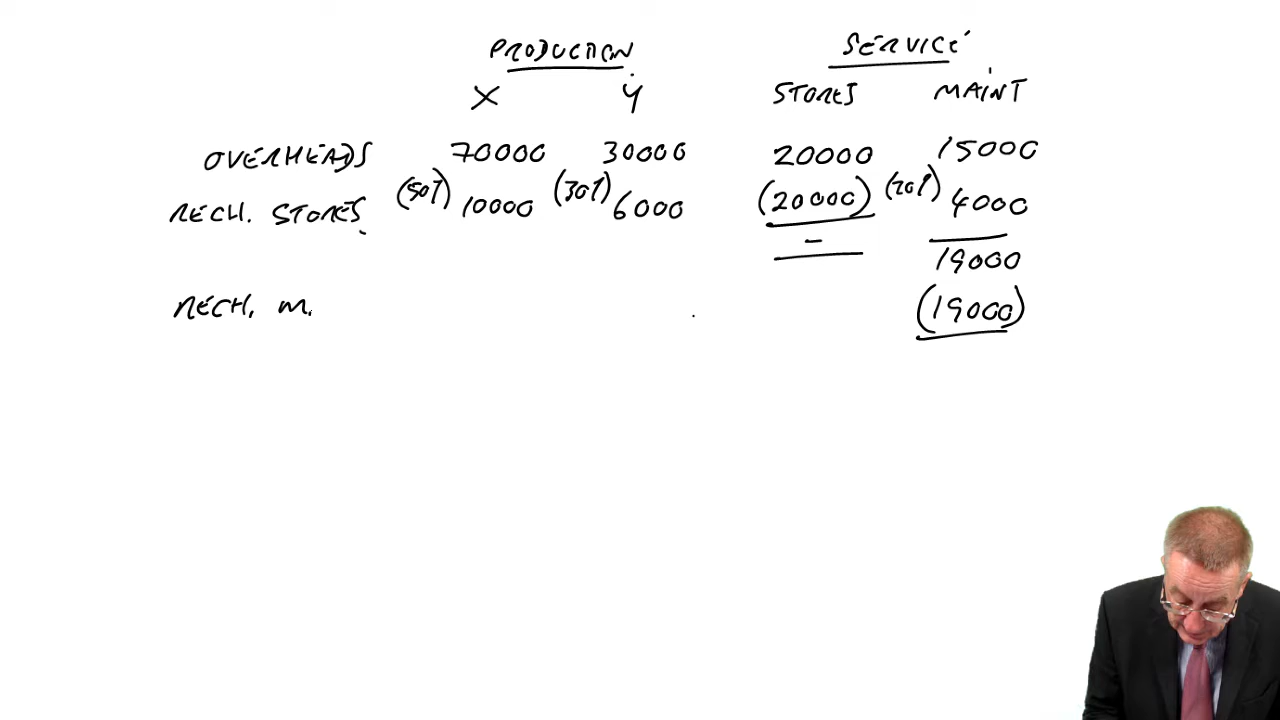 PRODUCTION SERVICE
X Y STORES MAINT
OVERHEADS 70000 30000 20000 15000
RECH. STORES (50%) 10000 (30%) 6000 (20000) (20%) 4000
- 19000
RECH. M. (19000)